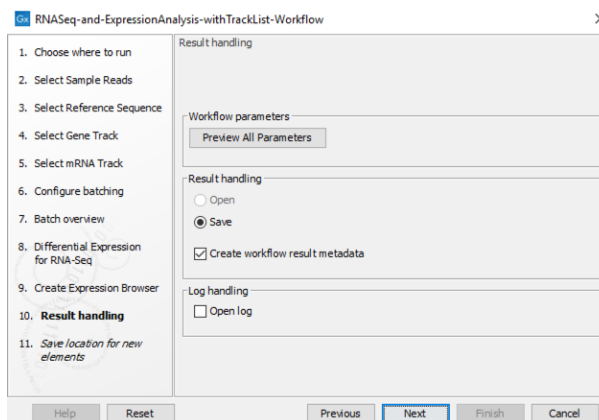 Gx RNASeq-and-ExpressionAnalysis-withTrackList-Workflow
1. Choose where to run
2. Select Sample Reads
3. Select Reference Sequence
4. Select Gene Track
5. Select mRNA Track
6. Configure batching
7. Batch overview
8. Differential Expression
for RNA-Seq
9. Create Expression Browser
10. Result handling
11. Save location for new
elements
Result handling
Workflow parameters
Preview All Parameters
Result handling
Open
Save
Create workflow result metadata
Log handling
Open log
Help Reset Previous Next Finish Cancel